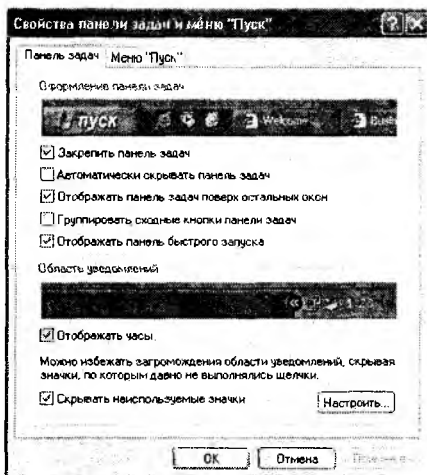 Свойства панели задач и меню "Пуск"
Панель задач Меню "Пуск"
Оформление панели задач
пуск Welcome
Закрепить панель задач
Автоматически скрывать панель задач
Отображать панель задач поверх остальных окон
Группировать сходные кнопки панели задач
Отображать панель быстрого запуска
Область уведомлений
Отображать часы
Можно избежать загромождения области уведомлений, скрывая
значки, по которым давно не выполнялись щелчки.
Скрывать неиспользуемые значки Настроить...
ОК Отмена